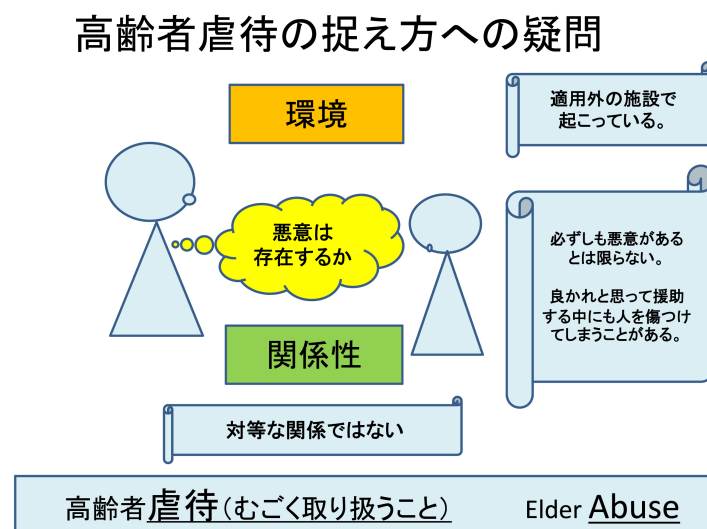 高齢者虐待の捉え方への疑問
環境
適用外の施設で
起こっている。
悪意は
存在するか
必ずしも悪意がある
とは限らない。
良かれと思って援助
する中にも人を傷つけ
てしまうことがある。
関係性
対等な関係ではない
高齢者虐待(むごく取り扱うこと) Elder Abuse